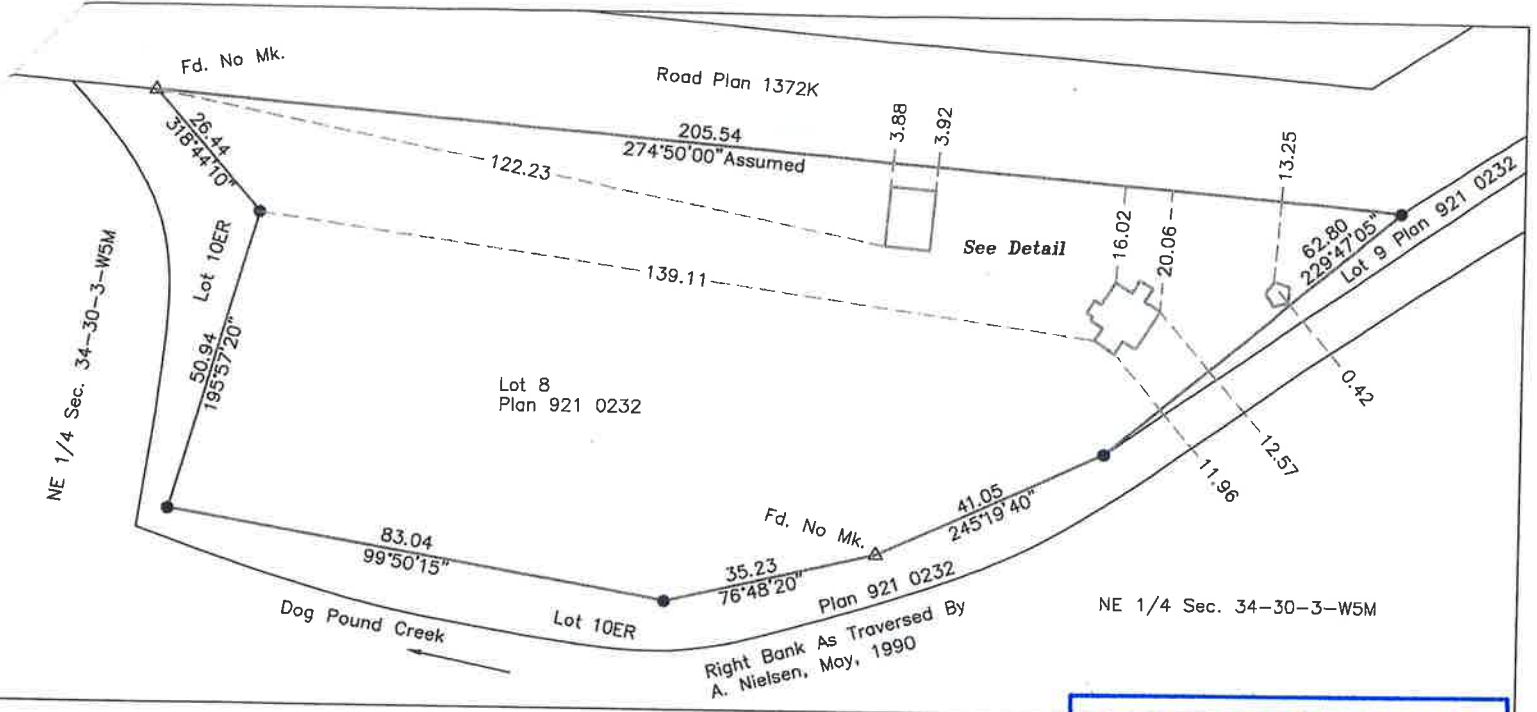 Fd. No Mk.
Road Plan 1372K
26.44
318°44'10"
205.54
274°50'00"Assumed
3.88
3.92
13.25
122.23
See Detail
16.02
20.06
62.80
229°47'05"
Lot 9 Plan 921 0232
NE 1/4 Sec. 34-30-3-W5M
Lot 10ER
139.11
50.94
195°57'20"
Lot 8
Plan 921 0232
0.42
12.57
11.96
83.04
99°50'15"
Fd. No Mk.
41.05
245°19'40"
35.23
76°48'20"
Plan 921 0232
Dog Pound Creek
Lot 10ER
Right Bank As Traversed By
A. Nielsen, May, 1990
NE 1/4 Sec. 34-30-3-W5M